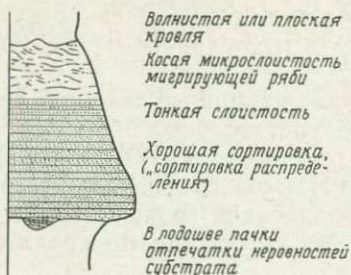 Волнистая или плоская
кровля
Косая микрослоистость
мигрирующей ряби
Тонкая слоистость
Хорошая сортировка,
(„сортировка распреде-
ления“)
В подошве пачки
отпечатки неровностей
субстрата